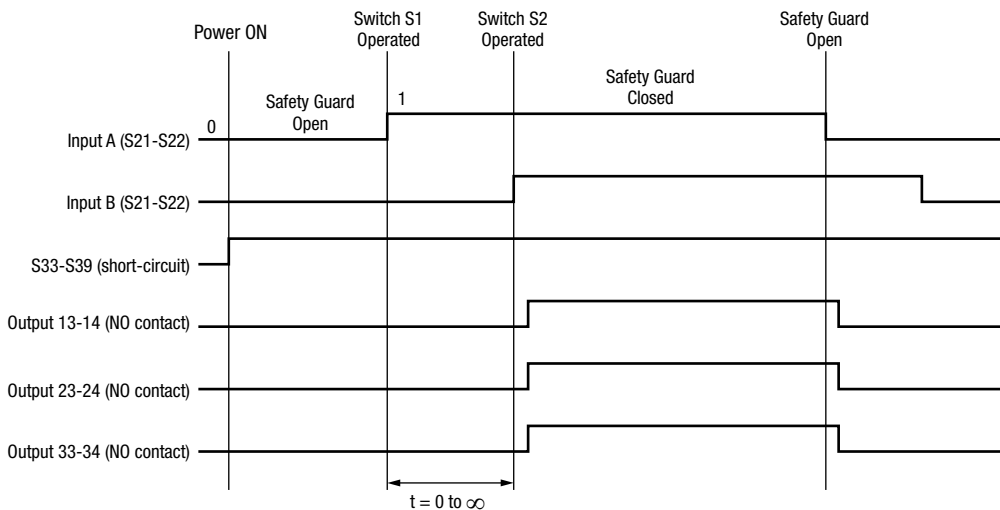 Power ON
Switch S1
Operated
Switch S2
Operated
Safety Guard
Open
Safety Guard
Open
1
Safety Guard
Closed
0
Input A (S21-S22)
Input B (S21-S22)
S33-S39 (short-circuit)
Output 13-14 (NO contact)
Output 23-24 (NO contact)
Output 33-34 (NO contact)
t = 0 to ∞